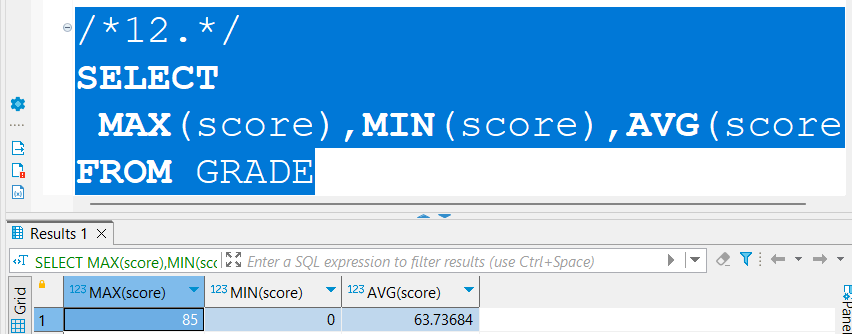 /*12.*/
SELECT
MAX(score),MIN(score),AVG(score
FROM GRADE
Results 1
SELECT MAX(score),MIN(scc
Enter a SQL expression to filter results (use Ctrl+Space)
Grid
123 MAX(score)
123 MIN(score)
123 AVG(score)
1
85
0
63.73684
Panel